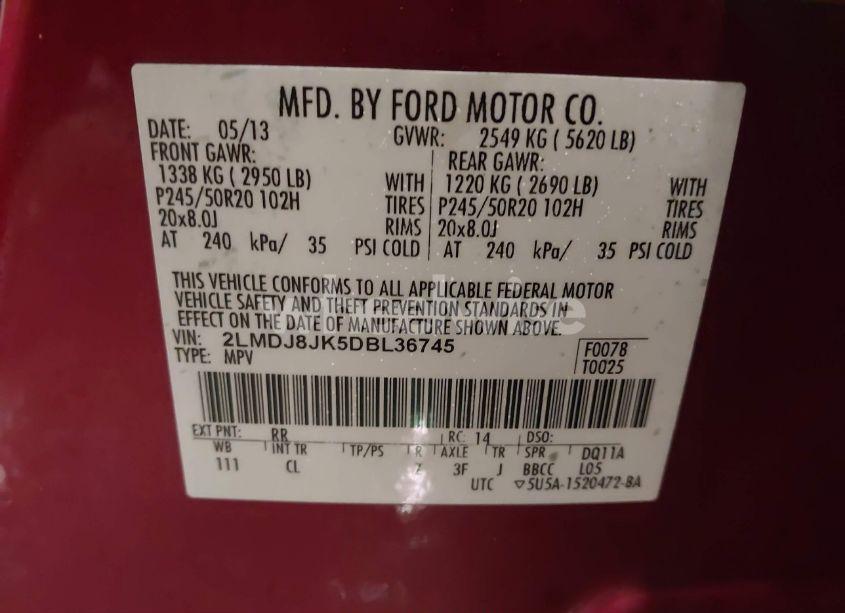 MFD. BY FORD MOTOR CO.
DATE: 05/13 GVWR: 2549 KG ( 5620 LB)
FRONT GAWR: REAR GAWR:
1338 KG ( 2950 LB) WITH 1220 KG ( 2690 LB) WITH
P245/50R20 102H TIRES P245/50R20 102H TIRES
20x8.0J RIMS 20x8.0J RIMS
AT 240 kPa/ 35 PSI COLD AT 240 kPa/ 35 PSI COLD
THIS VEHICLE CONFORMS TO ALL APPLICABLE FEDERAL MOTOR
VEHICLE SAFETY AND THEFT PREVENTION STANDARDS IN
EFFECT ON THE DATE OF MANUFACTURE SHOWN ABOVE.
VIN: 2LMDJ8JK5DBL36745 F0078
TYPE: MPV T0025
EXT PNT: RR RC: 14 DSO:
WB INT TR TP/PS R AXLE TR SPR DQ11A
111 CL 2 3F J BBCC L05
UTC ▽5U5A-1520472-BA